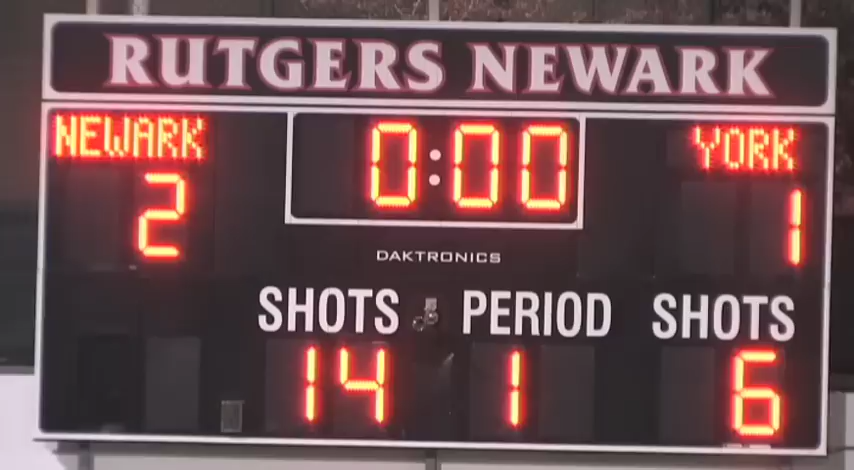 RUTGERS NEWARK
NEWARK 0:00 YORK
2 1
DAKTRONICS
SHOTS PERIOD SHOTS
14 1 6